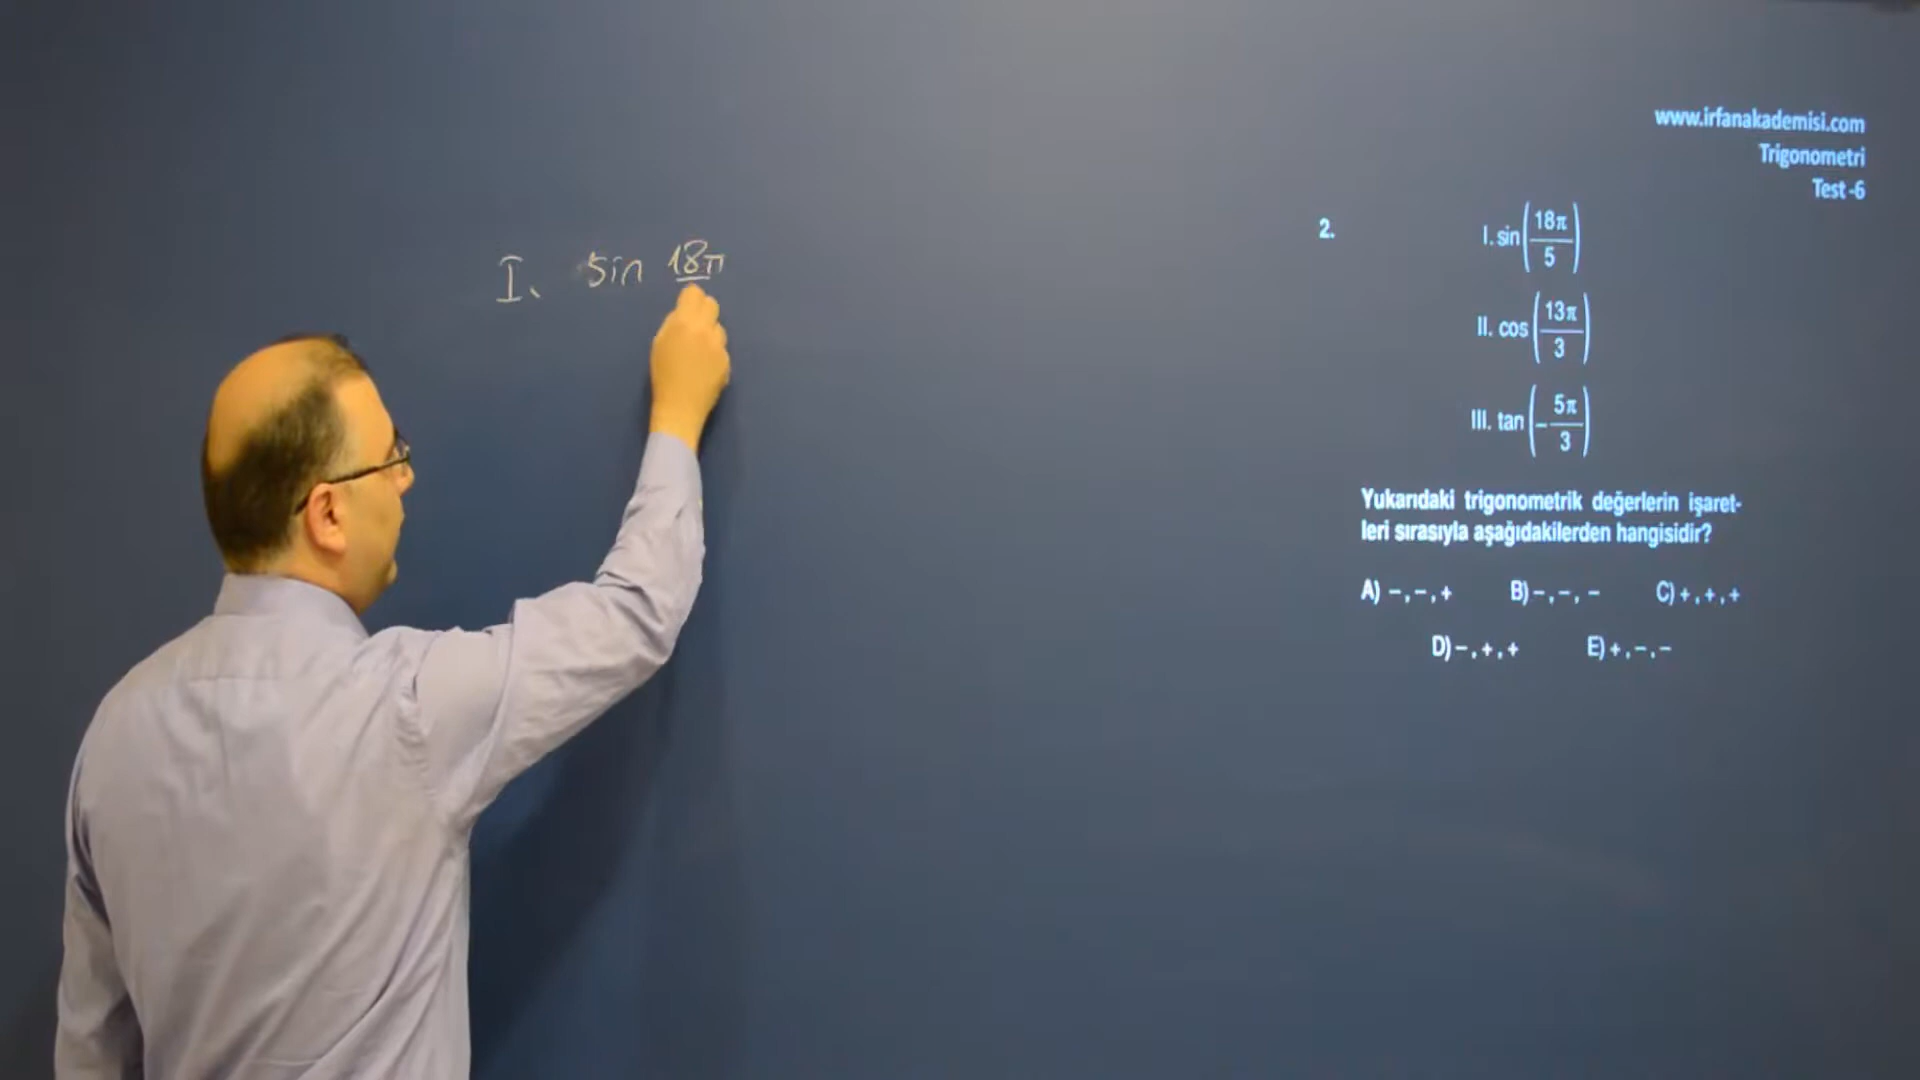 www.irfanakademisi.com
Trigonometri
Test -6
I. sin 18π
2.
I. sin(18π/5)
II. cos(13π/3)
III. tan(-5π/3)
Yukarıdaki trigonometrik değerlerin işaret-
leri sırasıyla aşağıdakilerden hangisidir?
A) −,−,+ B) −,−,− C) +,+,+
D) −,+,+ E) +,−,−